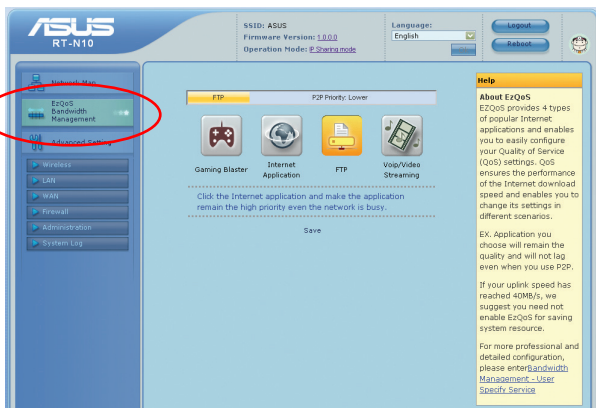 ASUS
RT-N10
SSID: ASUS
Firmware Version: 1.0.0.0
Operation Mode: IP Sharing mode
Language:
English
Logout
Reboot
Network Map
EzQoS
Bandwidth
Management
Advanced Setting
Wireless
LAN
WAN
Firewall
Administration
System Log
FTP
P2P Priority: Lower
Gaming Blaster
Internet
Application
FTP
Voip/Video
Streaming
Click the Internet application and make the application
remain the high priority even the network is busy.
Save
Help
About EzQoS
EZQoS provides 4 types
of popular Internet
applications and enables
you to easily configure
your Quality of Service
(QoS) settings. QoS
ensures the performance
of the Internet download
speed and enables you to
change its settings in
different scenarios.
EX. Application you
choose will remain the
quality and will not lag
even when you use P2P.
If your uplink speed has
reached 40MB/s, we
suggest you need not
enable EzQoS for saving
system resource.
For more professional and
detailed configuration,
please enterBandwidth
Management - User
Specify Service